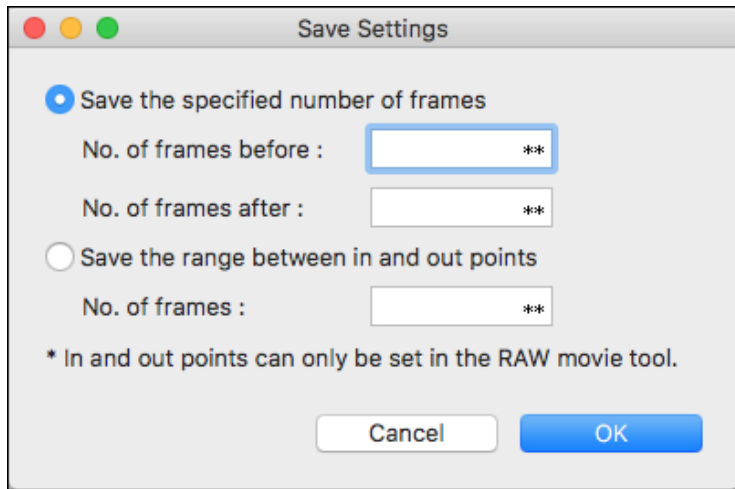 Save Settings
Save the specified number of frames
No. of frames before : **
No. of frames after : **
Save the range between in and out points
No. of frames : **
* In and out points can only be set in the RAW movie tool.
Cancel OK